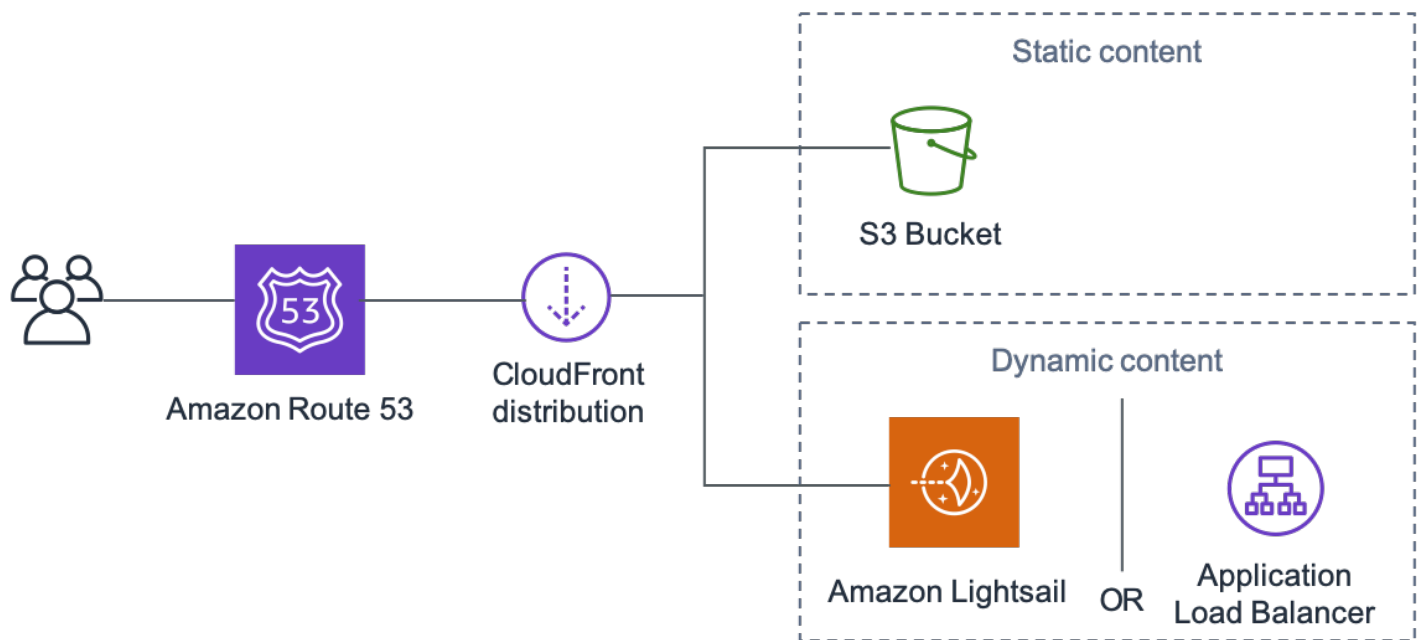 Static content
S3 Bucket
53
Amazon Route 53
CloudFront
distribution
Dynamic content
Amazon Lightsail
OR
Application
Load Balancer